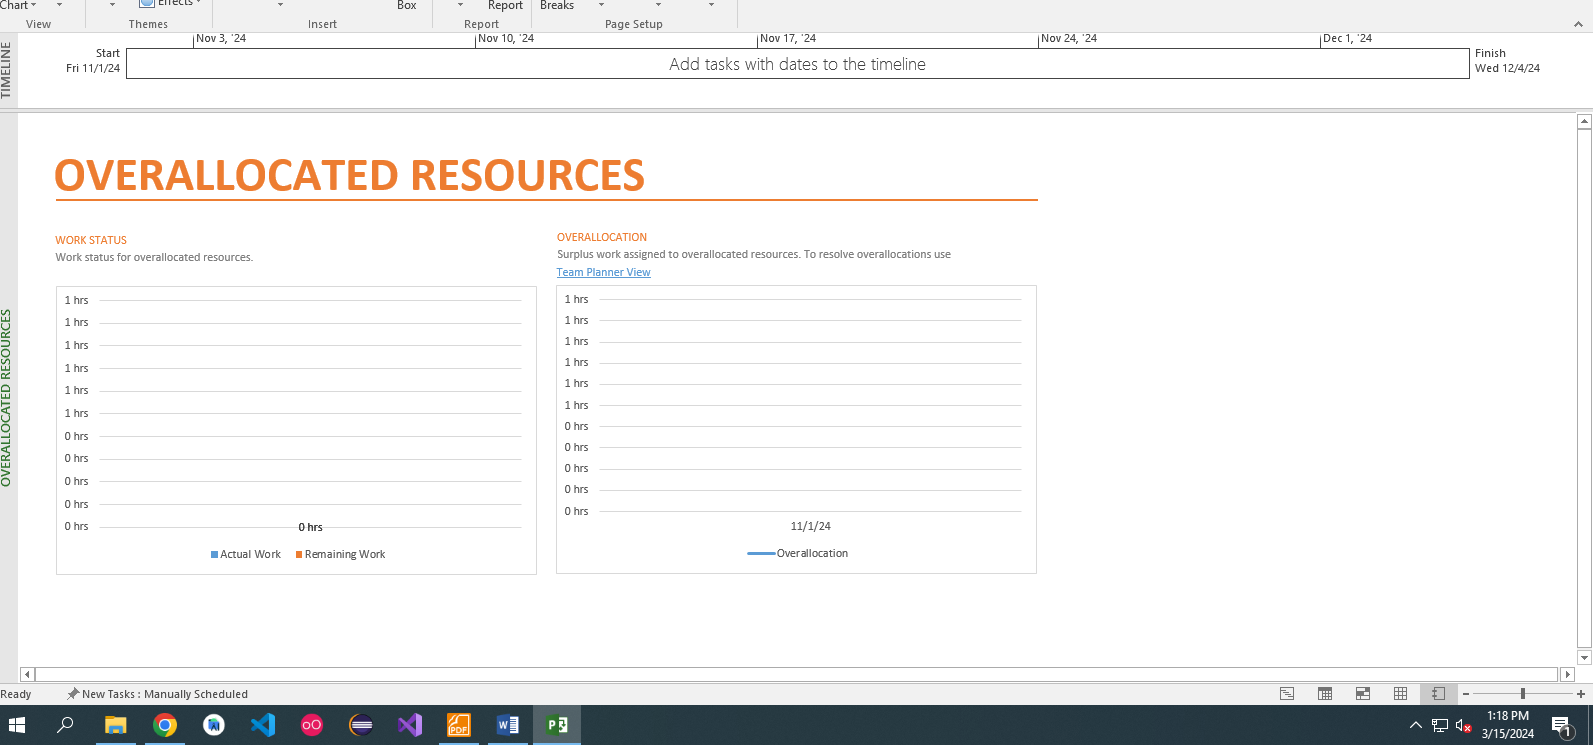 Chart
Effects
Box
Report
Breaks
View
Themes
Insert
Report
Page Setup
TIMELINE
Nov 3, '24
Nov 10, '24
Nov 17, '24
Nov 24, '24
Dec 1, '24
Start
Fri 11/1/24
Add tasks with dates to the timeline
Finish
Wed 12/4/24
OVERALLOCATED RESOURCES
OVERALLOCATED RESOURCES
WORK STATUS
Work status for overallocated resources.
1 hrs
1 hrs
1 hrs
1 hrs
1 hrs
1 hrs
0 hrs
0 hrs
0 hrs
0 hrs
0 hrs
0 hrs
Actual Work
Remaining Work
OVERALLOCATION
Surplus work assigned to overallocated resources. To resolve overallocations use
Team Planner View
1 hrs
1 hrs
1 hrs
1 hrs
1 hrs
1 hrs
0 hrs
0 hrs
0 hrs
0 hrs
0 hrs
11/1/24
Overallocation
Ready
New Tasks : Manually Scheduled
1:18 PM
3/15/2024
1